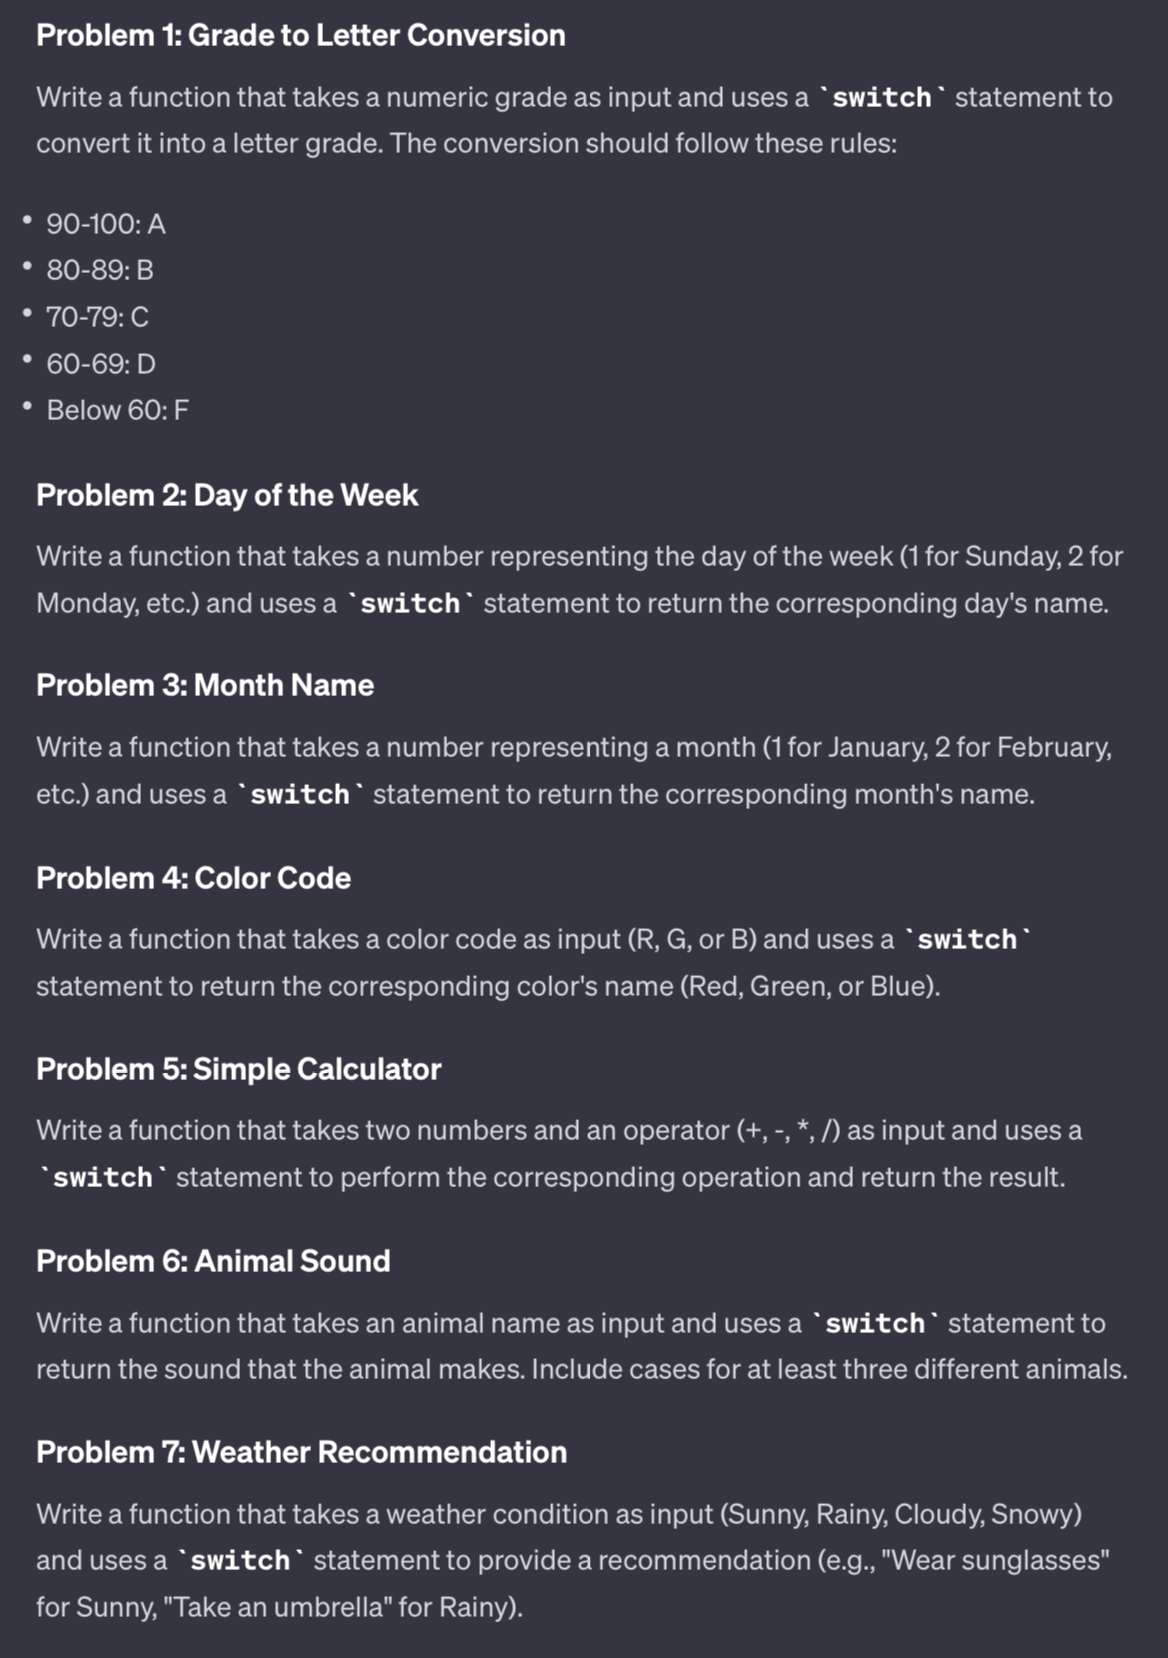 Problem 1: Grade to Letter Conversion
Write a function that takes a numeric grade as input and uses a `switch` statement to
convert it into a letter grade. The conversion should follow these rules:
• 90-100: A
• 80-89: B
• 70-79: C
• 60-69: D
• Below 60: F
Problem 2: Day of the Week
Write a function that takes a number representing the day of the week (1 for Sunday, 2 for
Monday, etc.) and uses a `switch` statement to return the corresponding day's name.
Problem 3: Month Name
Write a function that takes a number representing a month (1 for January, 2 for February,
etc.) and uses a `switch` statement to return the corresponding month's name.
Problem 4: Color Code
Write a function that takes a color code as input (R, G, or B) and uses a `switch`
statement to return the corresponding color's name (Red, Green, or Blue).
Problem 5: Simple Calculator
Write a function that takes two numbers and an operator (+, -, *, /) as input and uses a
`switch` statement to perform the corresponding operation and return the result.
Problem 6: Animal Sound
Write a function that takes an animal name as input and uses a `switch` statement to
return the sound that the animal makes. Include cases for at least three different animals.
Problem 7: Weather Recommendation
Write a function that takes a weather condition as input (Sunny, Rainy, Cloudy, Snowy)
and uses a `switch` statement to provide a recommendation (e.g., "Wear sunglasses"
for Sunny, "Take an umbrella" for Rainy).